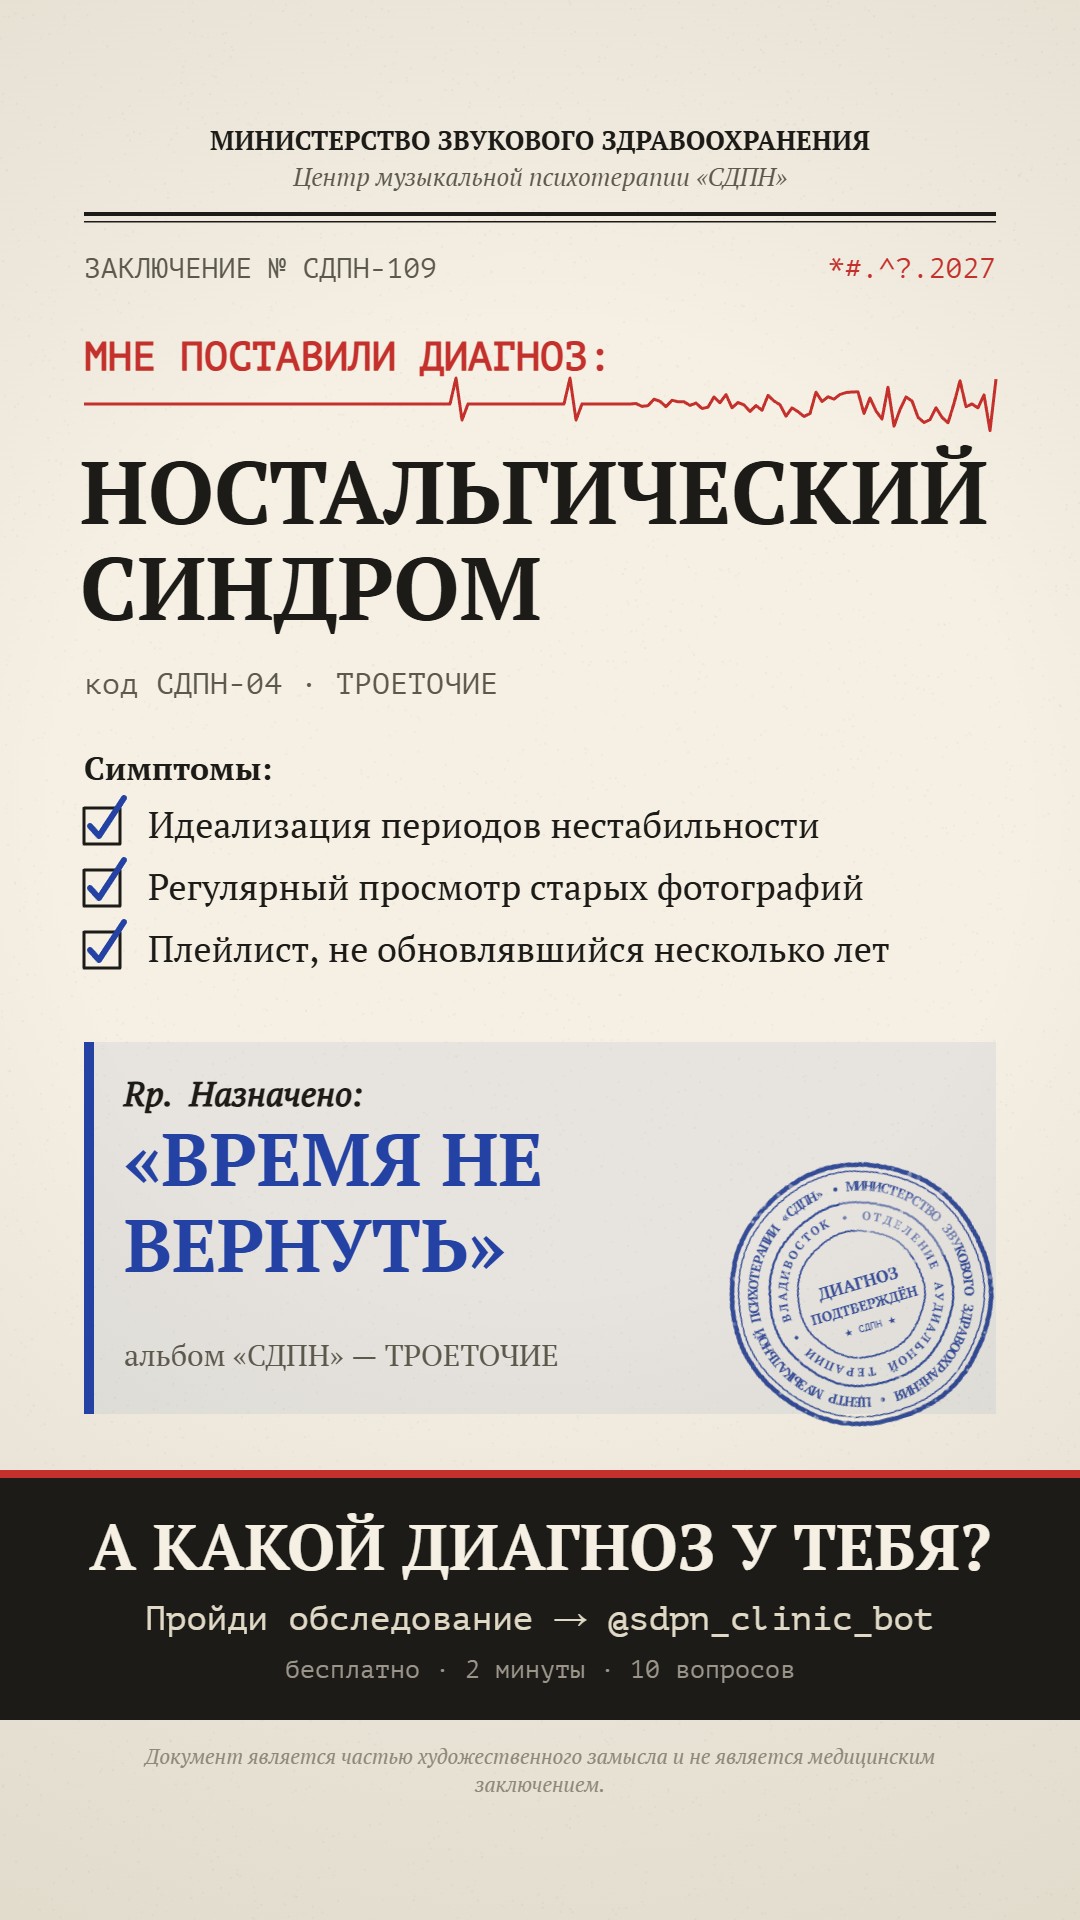 МИНИСТЕРСТВО ЗВУКОВОГО ЗДРАВООХРАНЕНИЯ
Центр музыкальной психотерапии «СДПН»
ЗАКЛЮЧЕНИЕ № СДПН-109
*#.^?.2027
МНЕ ПОСТАВИЛИ ДИАГНОЗ:
НОСТАЛЬГИЧЕСКИЙ
СИНДРОМ
код СДПН-04 · ТРОЕТОЧИЕ
Симптомы:
Идеализация периодов нестабильности
Регулярный просмотр старых фотографий
Плейлист, не обновлявшийся несколько лет
Rp. Назначено:
«ВРЕМЯ НЕ
ВЕРНУТЬ»
альбом «СДПН» — ТРОЕТОЧИЕ
• МИНИСТЕРСТВО ЗВУКОВОГО ЗДРАВООХРАНЕНИЯ • ЦЕНТР МУЗЫКАЛЬНОЙ ПСИХОТЕРАПИИ «СДПН»
• ОТДЕЛЕНИЕ АУДИАЛЬНОЙ ТЕРАПИИ • ВЛАДИВОСТОК
ДИАГНОЗ
ПОДТВЕРЖДЁН
★ СДПН ★
А КАКОЙ ДИАГНОЗ У ТЕБЯ?
Пройди обследование → @sdpn_clinic_bot
бесплатно · 2 минуты · 10 вопросов
Документ является частью художественного замысла и не является медицинским
заключением.